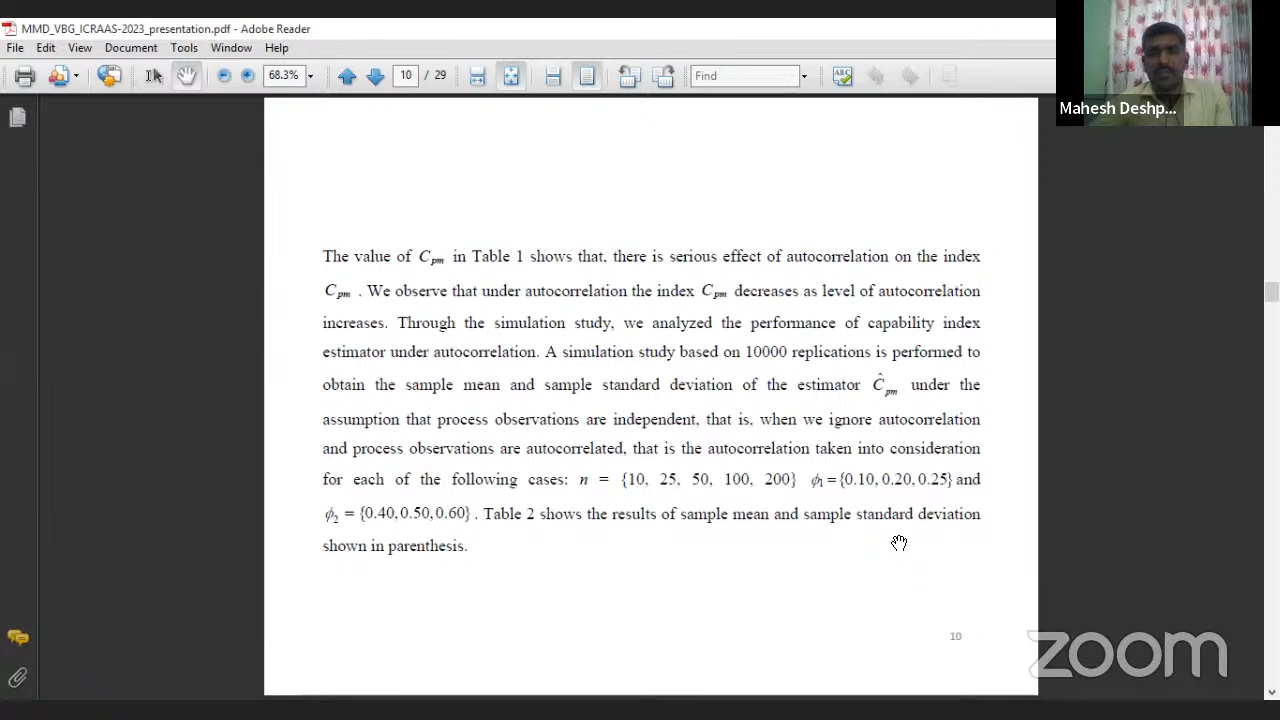 MMD_VBG_ICRAAS-2023_presentation.pdf - Adobe Reader
File Edit View Document Tools Window Help
68.3% 10 / 29 Find
Mahesh Deshp...
The value of Cpm in Table 1 shows that, there is serious effect of autocorrelation on the index
Cpm . We observe that under autocorrelation the index Cpm decreases as level of autocorrelation
increases. Through the simulation study, we analyzed the performance of capability index
estimator under autocorrelation. A simulation study based on 10000 replications is performed to
obtain the sample mean and sample standard deviation of the estimator Ĉpm under the
assumption that process observations are independent, that is, when we ignore autocorrelation
and process observations are autocorrelated, that is the autocorrelation taken into consideration
for each of the following cases: n = {10, 25, 50, 100, 200} ϕ1 = {0.10, 0.20, 0.25} and
ϕ2 = {0.40, 0.50, 0.60} . Table 2 shows the results of sample mean and sample standard deviation
shown in parenthesis.
10
zoom